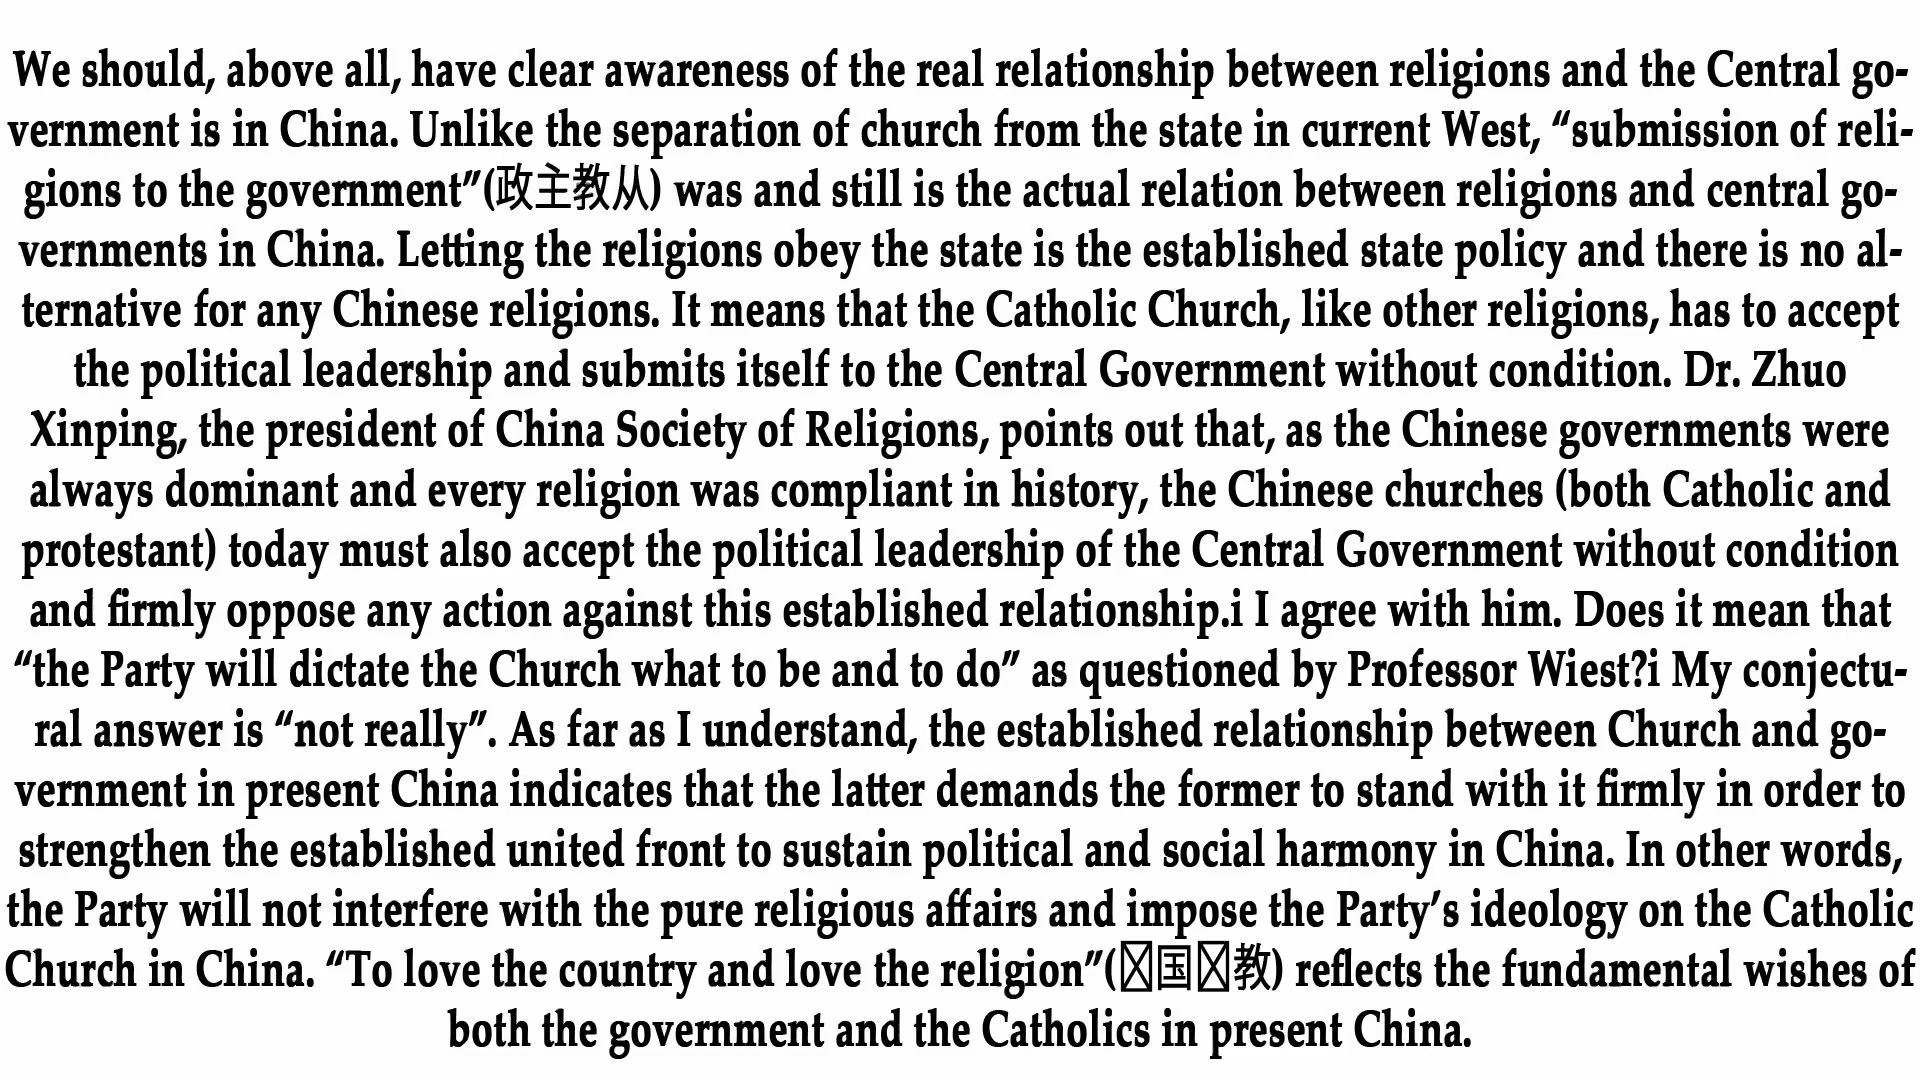 We should, above all, have clear awareness of the real relationship between religions and the Central go-
vernment is in China. Unlike the separation of church from the state in current West, “submission of reli-
gions to the government”(政主教从) was and still is the actual relation between religions and central go-
vernments in China. Letting the religions obey the state is the established state policy and there is no al-
ternative for any Chinese religions. It means that the Catholic Church, like other religions, has to accept
the political leadership and submits itself to the Central Government without condition. Dr. Zhuo
Xinping, the president of China Society of Religions, points out that, as the Chinese governments were
always dominant and every religion was compliant in history, the Chinese churches (both Catholic and
protestant) today must also accept the political leadership of the Central Government without condition
and firmly oppose any action against this established relationship.i I agree with him. Does it mean that
“the Party will dictate the Church what to be and to do” as questioned by Professor Wiest?i My conjectu-
ral answer is “not really”. As far as I understand, the established relationship between Church and go-
vernment in present China indicates that the latter demands the former to stand with it firmly in order to
strengthen the established united front to sustain political and social harmony in China. In other words,
the Party will not interfere with the pure religious affairs and impose the Party’s ideology on the Catholic
Church in China. “To love the country and love the religion”(国教) reflects the fundamental wishes of
both the government and the Catholics in present China.